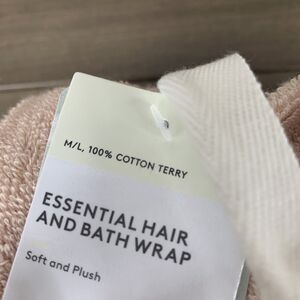 M/L, 100% COTTON TERRY
ESSENTIAL HAIR
AND BATH WRAP
Soft and Plush